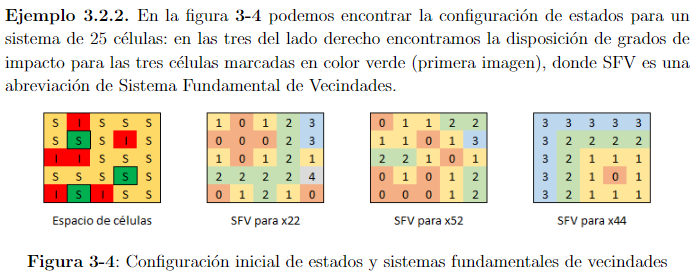 Ejemplo 3.2.2. En la figura 3-4 podemos encontrar la configuración de estados para un
sistema de 25 células: en las tres del lado derecho encontramos la disposición de grados de
impacto para las tres células marcadas en color verde (primera imagen), donde SFV es una
abreviación de Sistema Fundamental de Vecindades.
S I S S S
S S S I S
I I S S S
S S S S S
I S I S S
Espacio de células
1 0 1 2 3
0 0 0 2 3
1 0 1 2 1
2 2 2 2 4
0 1 2 1 0
SFV para x22
0 1 1 2 2
1 1 0 1 3
2 2 1 0 1
0 1 0 1 2
0 0 0 1 2
SFV para x52
3 3 3 3 3
3 2 2 2 2
3 2 1 1 1
3 2 1 0 1
3 2 1 1 1
SFV para x44
Figura 3-4: Configuración inicial de estados y sistemas fundamentales de vecindades